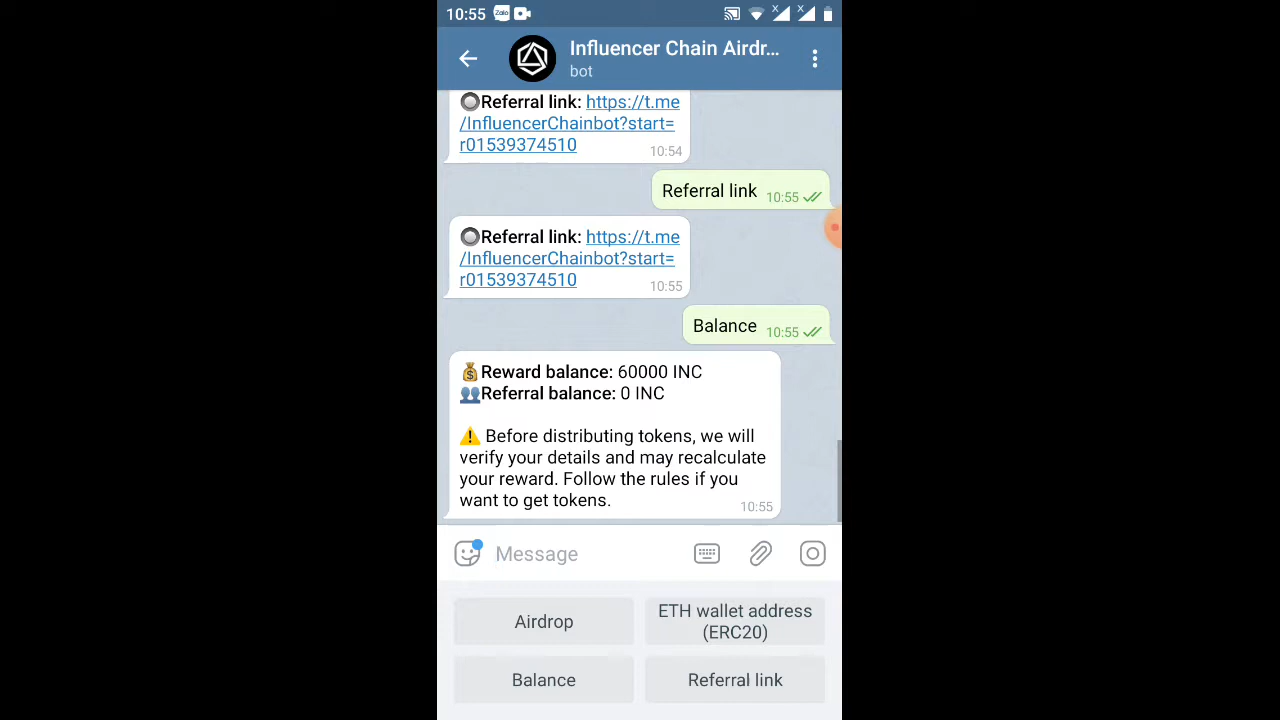 10:55 Zalo
Influencer Chain Airdr...
bot
Referral link: https://t.me
/InfluencerChainbot?start=
r01539374510
10:54
Referral link 10:55
Referral link: https://t.me
/InfluencerChainbot?start=
r01539374510
10:55
Balance 10:55
Reward balance: 60000 INC
Referral balance: 0 INC
Before distributing tokens, we will
verify your details and may recalculate
your reward. Follow the rules if you
want to get tokens.
10:55
Message
Airdrop
ETH wallet address
(ERC20)
Balance
Referral link